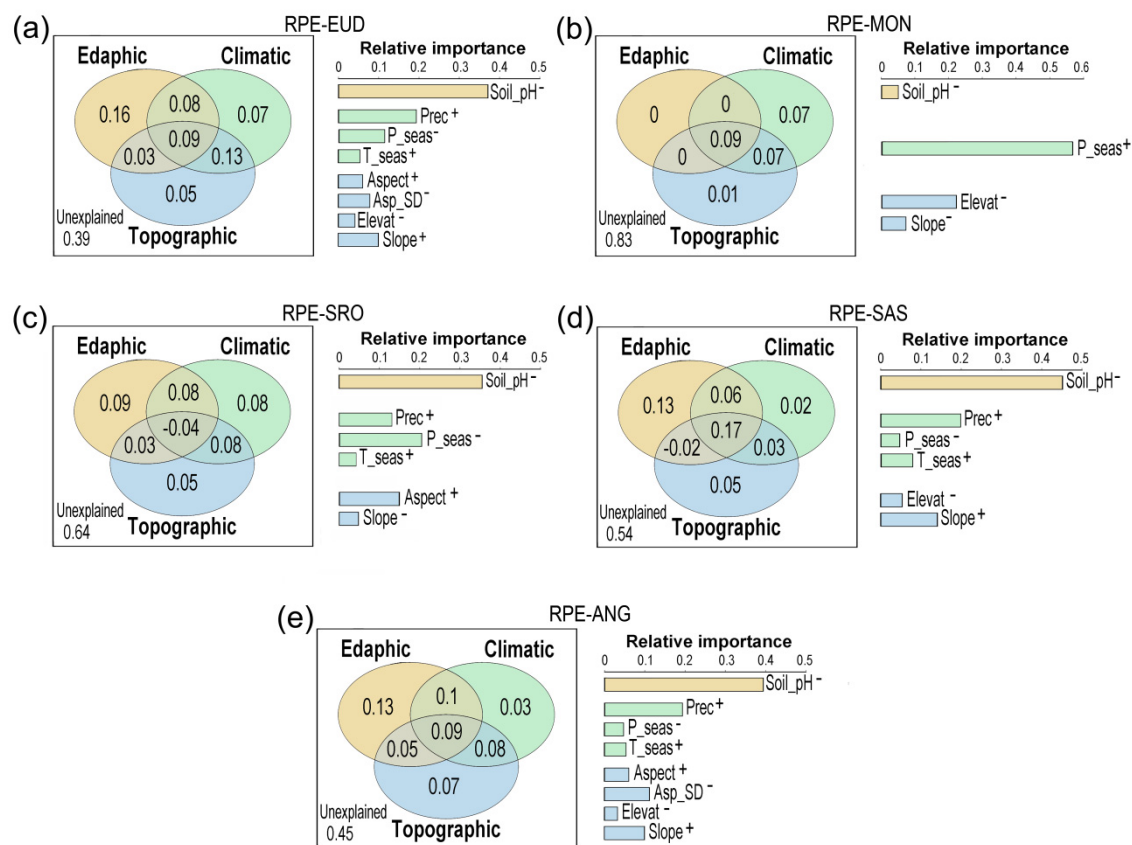 (a)
RPE-EUD
Edaphic
Climatic
0.16
0.08
0.07
0.09
0.03
0.13
0.05
Unexplained
0.39
Topographic
Relative importance
0 0.1 0.2 0.3 0.4 0.5
Soil_pH -
Prec +
P_seas -
T_seas +
Aspect +
Asp_SD -
Elevat -
Slope +
(b)
RPE-MON
Edaphic
Climatic
0
0
0.07
0.09
0
0.07
0.01
Unexplained
0.83
Topographic
Relative importance
0 0.1 0.2 0.3 0.4 0.5 0.6
Soil_pH -
P_seas +
Elevat -
Slope -
(c)
RPE-SRO
Edaphic
Climatic
0.09
0.08
0.08
-0.04
0.03
0.08
0.05
Unexplained
0.64
Topographic
Relative importance
0 0.1 0.2 0.3 0.4 0.5
Soil_pH -
Prec +
P_seas -
T_seas +
Aspect +
Slope -
(d)
RPE-SAS
Edaphic
Climatic
0.13
0.06
0.02
0.17
-0.02
0.03
0.05
Unexplained
0.54
Topographic
Relative importance
0 0.1 0.2 0.3 0.4 0.5
Soil_pH -
Prec +
P_seas -
T_seas +
Elevat -
Slope +
(e)
RPE-ANG
Edaphic
Climatic
0.13
0.1
0.03
0.09
0.05
0.08
0.07
Unexplained
0.45
Topographic
Relative importance
0 0.1 0.2 0.3 0.4 0.5
Soil_pH -
Prec +
P_seas -
T_seas +
Aspect +
Asp_SD -
Elevat -
Slope +